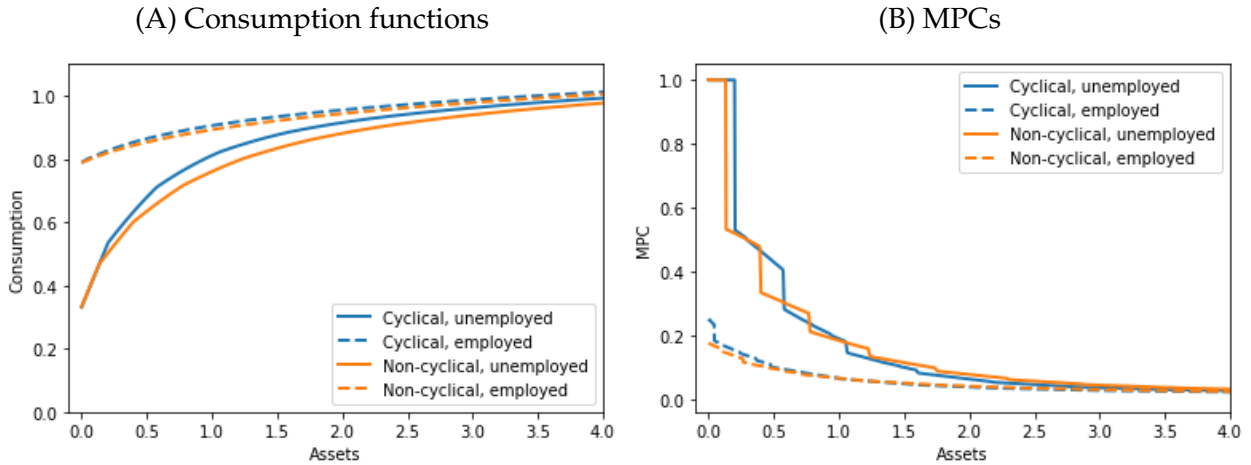 (A) Consumption functions
(B) MPCs
Consumption
1.0
0.8
0.6
0.4
0.2
0.0
Cyclical, unemployed
Cyclical, employed
Non-cyclical, unemployed
Non-cyclical, employed
0.0 0.5 1.0 1.5 2.0 2.5 3.0 3.5 4.0
Assets
MPC
1.0
0.8
0.6
0.4
0.2
0.0
Cyclical, unemployed
Cyclical, employed
Non-cyclical, unemployed
Non-cyclical, employed
0.0 0.5 1.0 1.5 2.0 2.5 3.0 3.5 4.0
Assets